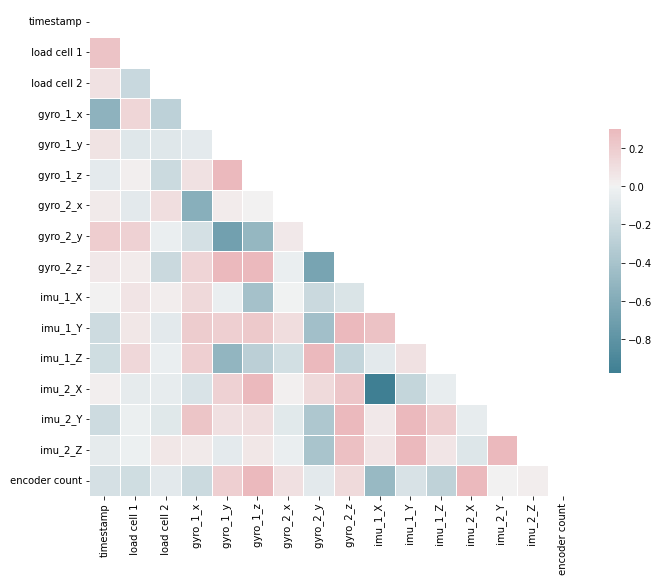 timestamp
load cell 1
load cell 2
gyro_1_x
gyro_1_y
gyro_1_z
gyro_2_x
gyro_2_y
gyro_2_z
imu_1_X
imu_1_Y
imu_1_Z
imu_2_X
imu_2_Y
imu_2_Z
encoder count
timestamp
load cell 1
load cell 2
gyro_1_x
gyro_1_y
gyro_1_z
gyro_2_x
gyro_2_y
gyro_2_z
imu_1_X
imu_1_Y
imu_1_Z
imu_2_X
imu_2_Y
imu_2_Z
encoder count
0.2
0.0
−0.2
−0.4
−0.6
−0.8